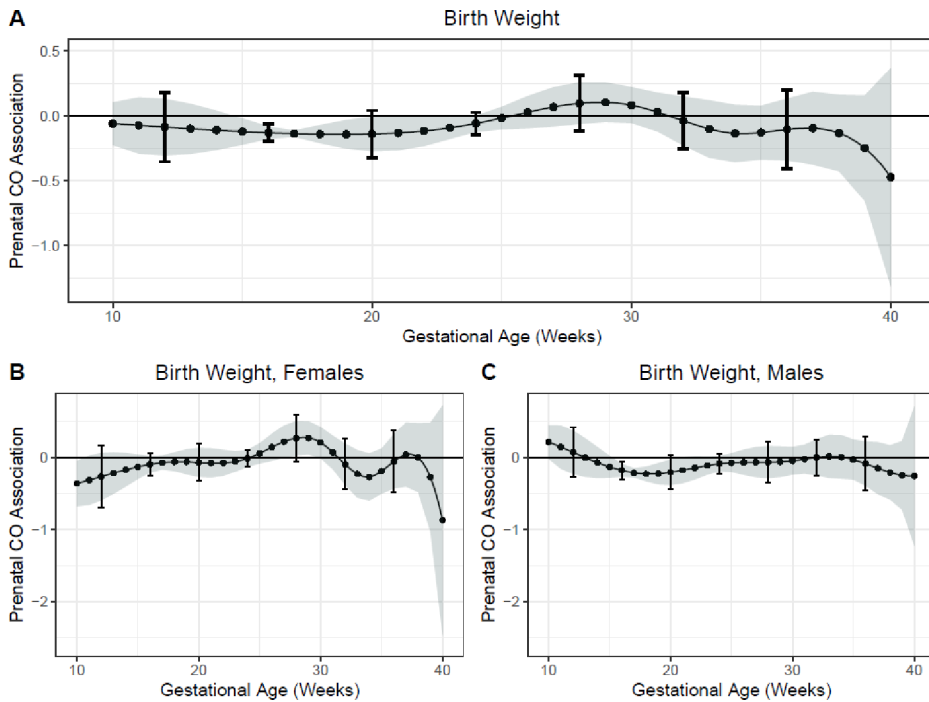 A
Birth Weight
Prenatal CO Association
0.5
0.0
−0.5
−1.0
10
20
30
40
Gestational Age (Weeks)
B
Birth Weight, Females
Prenatal CO Association
0
−1
−2
10
20
30
40
Gestational Age (Weeks)
C
Birth Weight, Males
Prenatal CO Association
0
−1
−2
10
20
30
40
Gestational Age (Weeks)